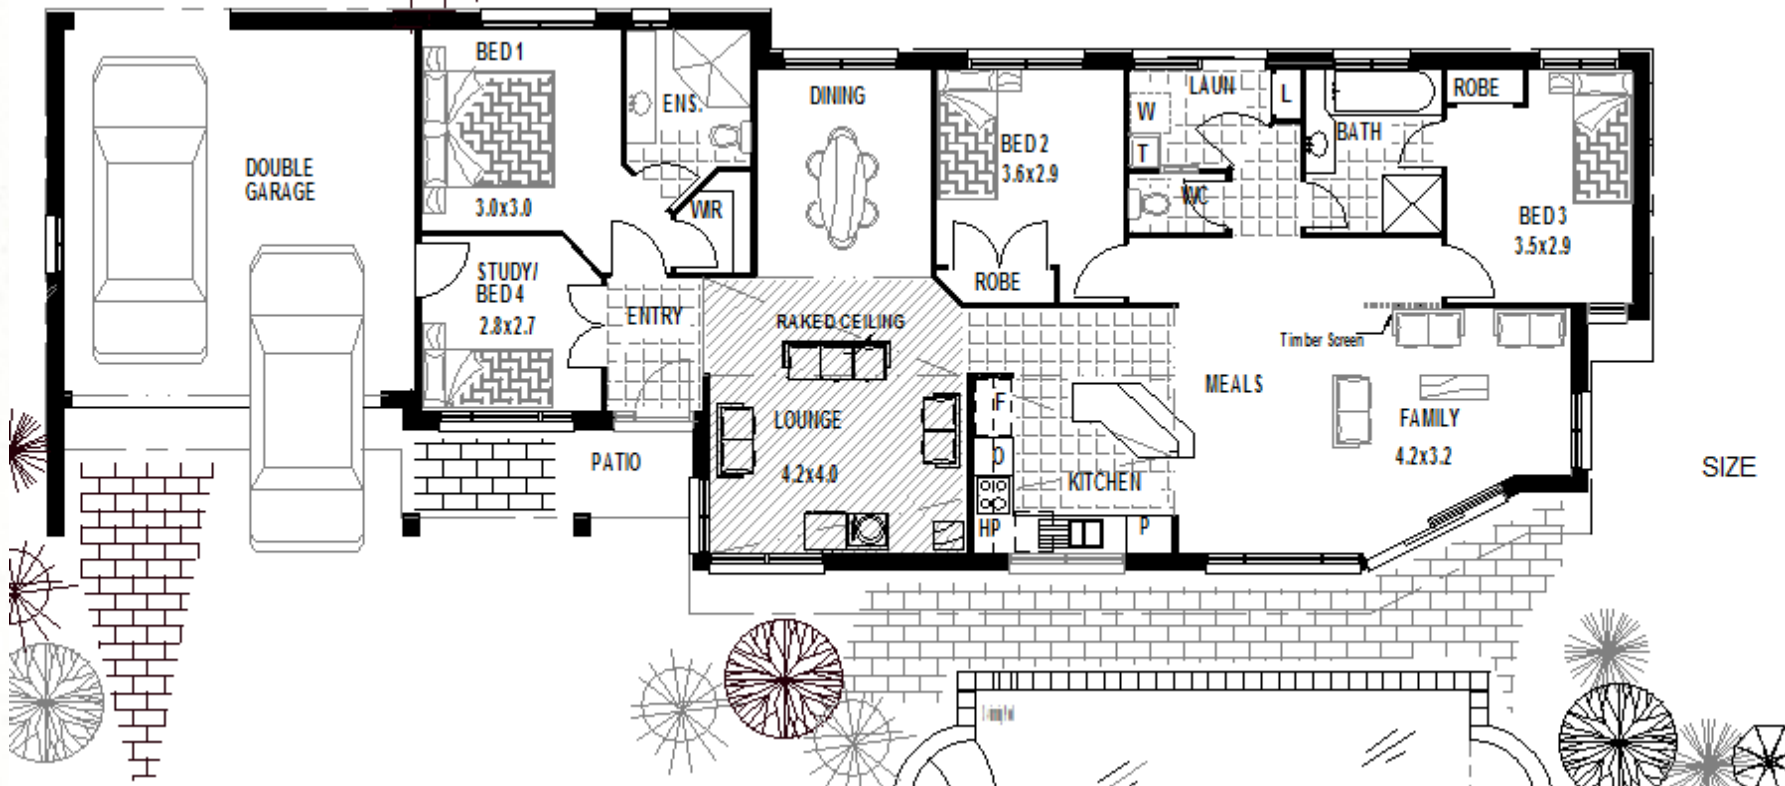 BED 1
3.0x3.0
ENS.
WIR
DOUBLE
GARAGE
STUDY/
BED 4
2.8x2.7
ENTRY
PATIO
DINING
RAKED CEILING
LOUNGE
4.2x4.0
BED 2
3.6x2.9
ROBE
LAUN
L
W
T
WC
BATH
ROBE
BED 3
3.5x2.9
Timber Screen
MEALS
FAMILY
4.2x3.2
F
O
HP
KITCHEN
P
SIZE